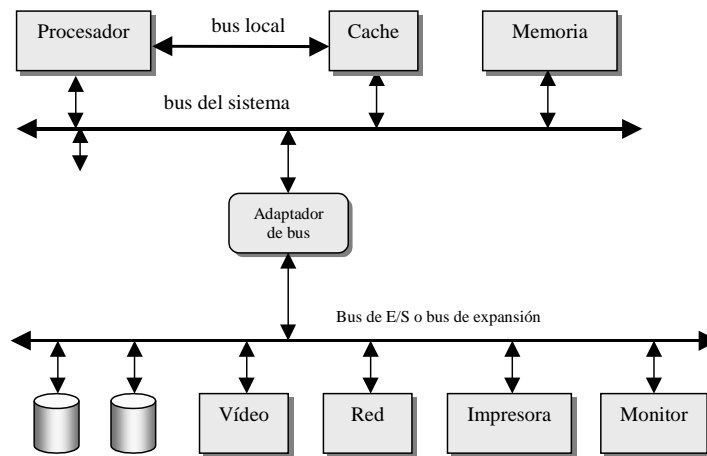 Procesador
bus local
Cache
Memoria
bus del sistema
Adaptador
de bus
Bus de E/S o bus de expansión
Vídeo
Red
Impresora
Monitor